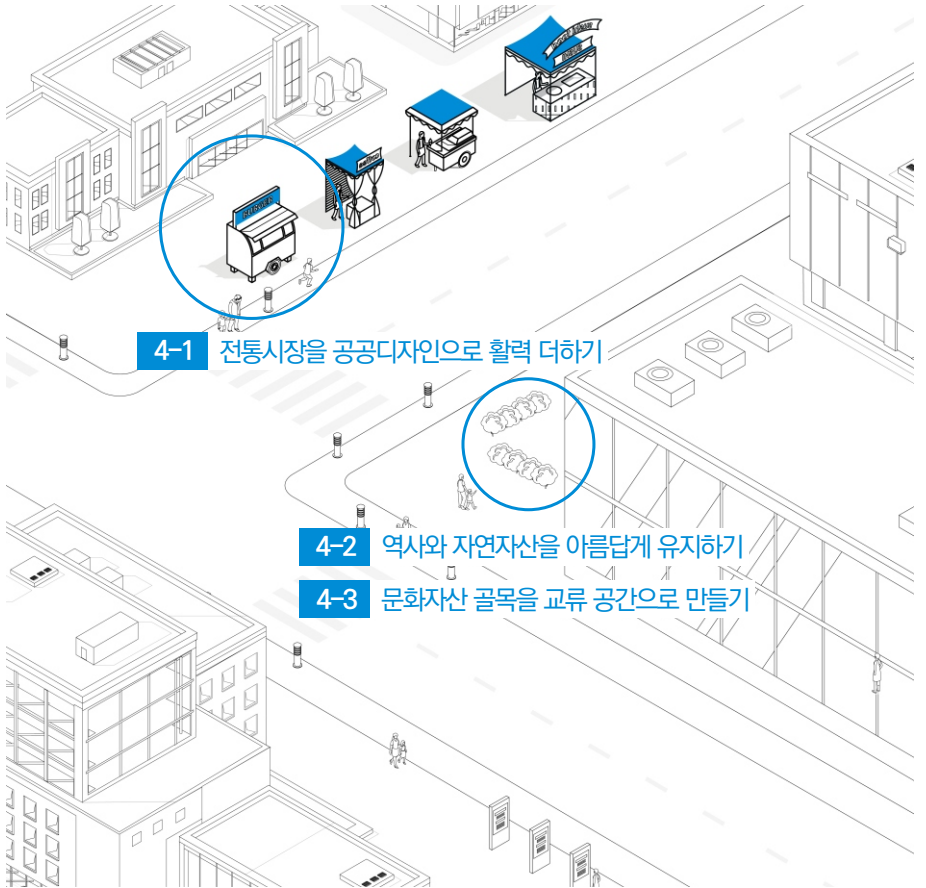 4-1 전통시장을 공공디자인으로 활력 더하기
4-2 역사와 자연자산을 아름답게 유지하기
4-3 문화자산 골목을 교류 공간으로 만들기